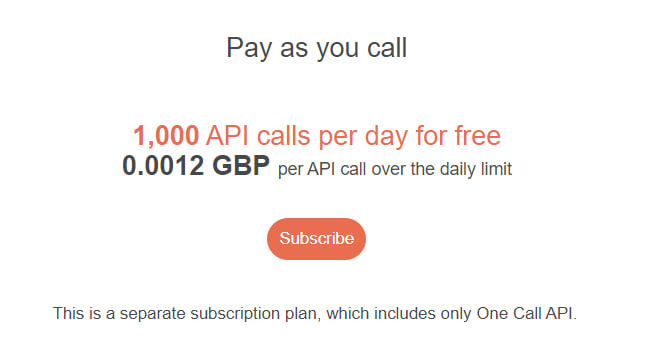 Pay as you call
1,000 API calls per day for free
0.0012 GBP per API call over the daily limit
Subscribe
This is a separate subscription plan, which includes only One Call API.